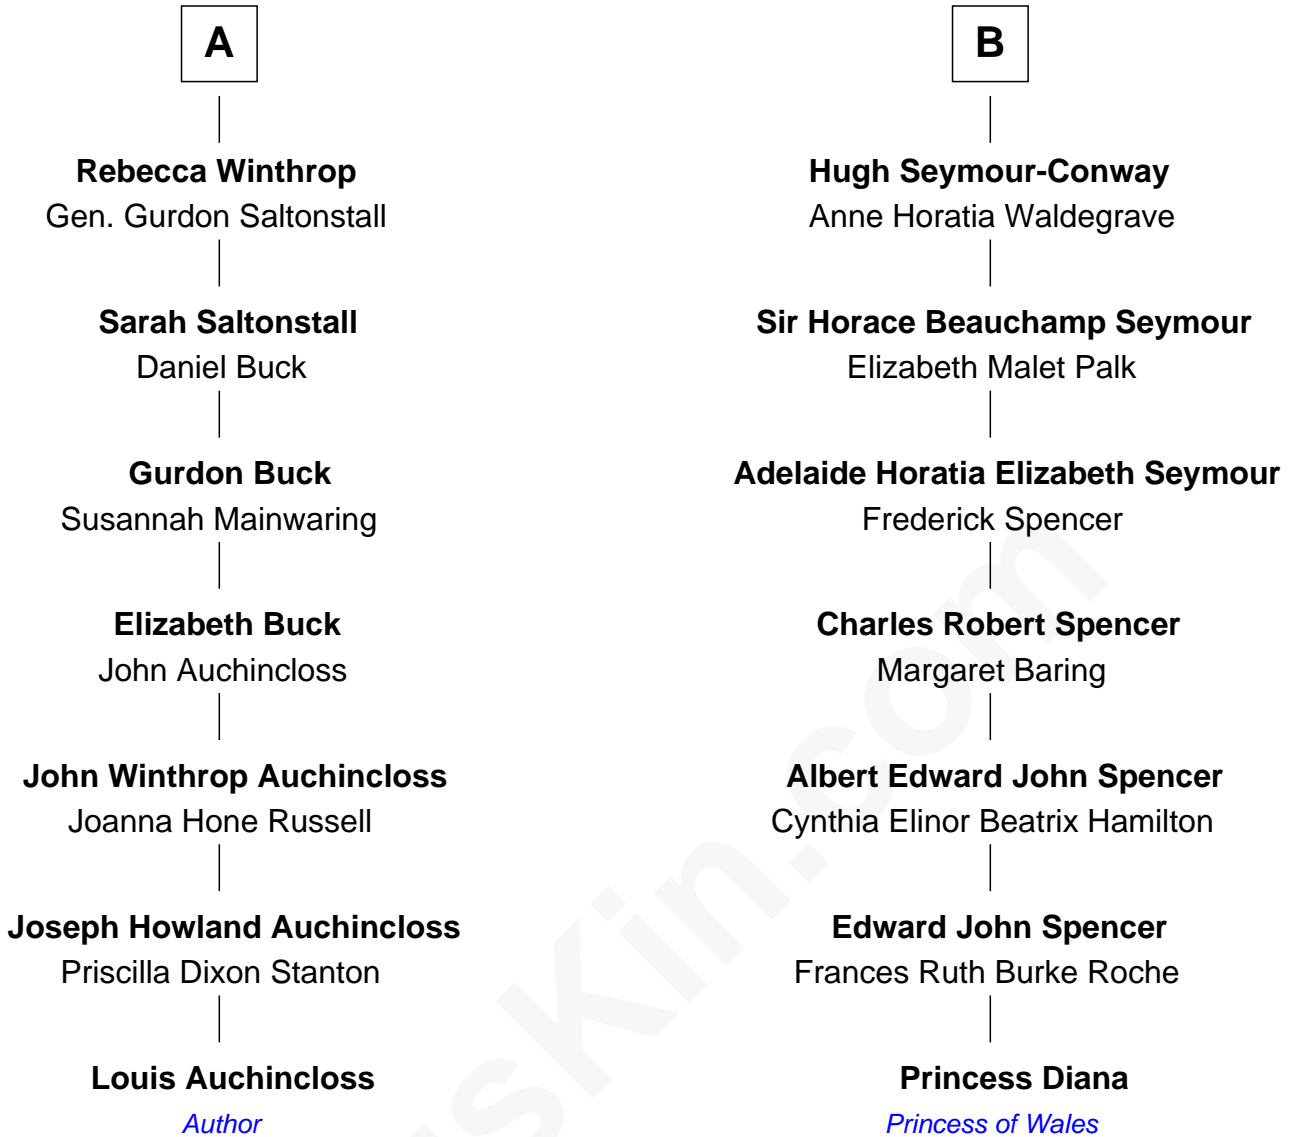 A
Rebecca Winthrop
Gen. Gurdon Saltonstall
Sarah Saltonstall
Daniel Buck
Gurdon Buck
Susannah Mainwaring
Elizabeth Buck
John Auchincloss
John Winthrop Auchincloss
Joanna Hone Russell
Joseph Howland Auchincloss
Priscilla Dixon Stanton
Louis Auchincloss
Author
B
Hugh Seymour-Conway
Anne Horatia Waldegrave
Sir Horace Beauchamp Seymour
Elizabeth Malet Palk
Adelaide Horatia Elizabeth Seymour
Frederick Spencer
Charles Robert Spencer
Margaret Baring
Albert Edward John Spencer
Cynthia Elinor Beatrix Hamilton
Edward John Spencer
Frances Ruth Burke Roche
Princess Diana
Princess of Wales